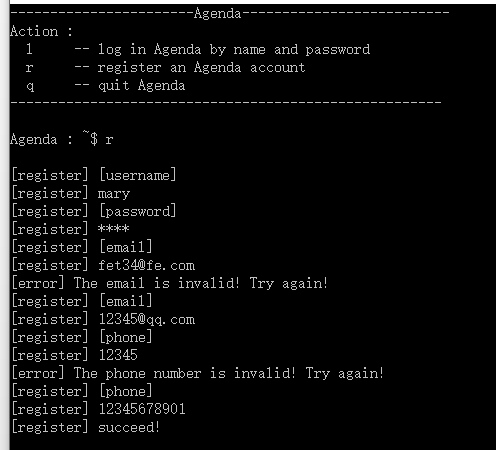 -----------------------Agenda--------------------------
Action :
  l     -- log in Agenda by name and password
  r     -- register an Agenda account
  q     -- quit Agenda
------------------------------------------------------
Agenda : ~$ r
[register] [username]
[register] mary
[register] [password]
[register] ****
[register] [email]
[register] fet34@fe.com
[error] The email is invalid! Try again!
[register] [email]
[register] 12345@qq.com
[register] [phone]
[register] 12345
[error] The phone number is invalid! Try again!
[register] [phone]
[register] 12345678901
[register] succeed!